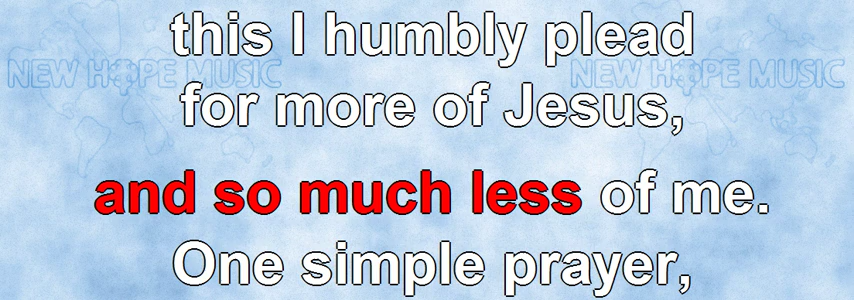 this I humbly plead
NEW HOPE MUSIC NEW HOPE MUSIC
for more of Jesus,
and so much less of me.
One simple prayer,